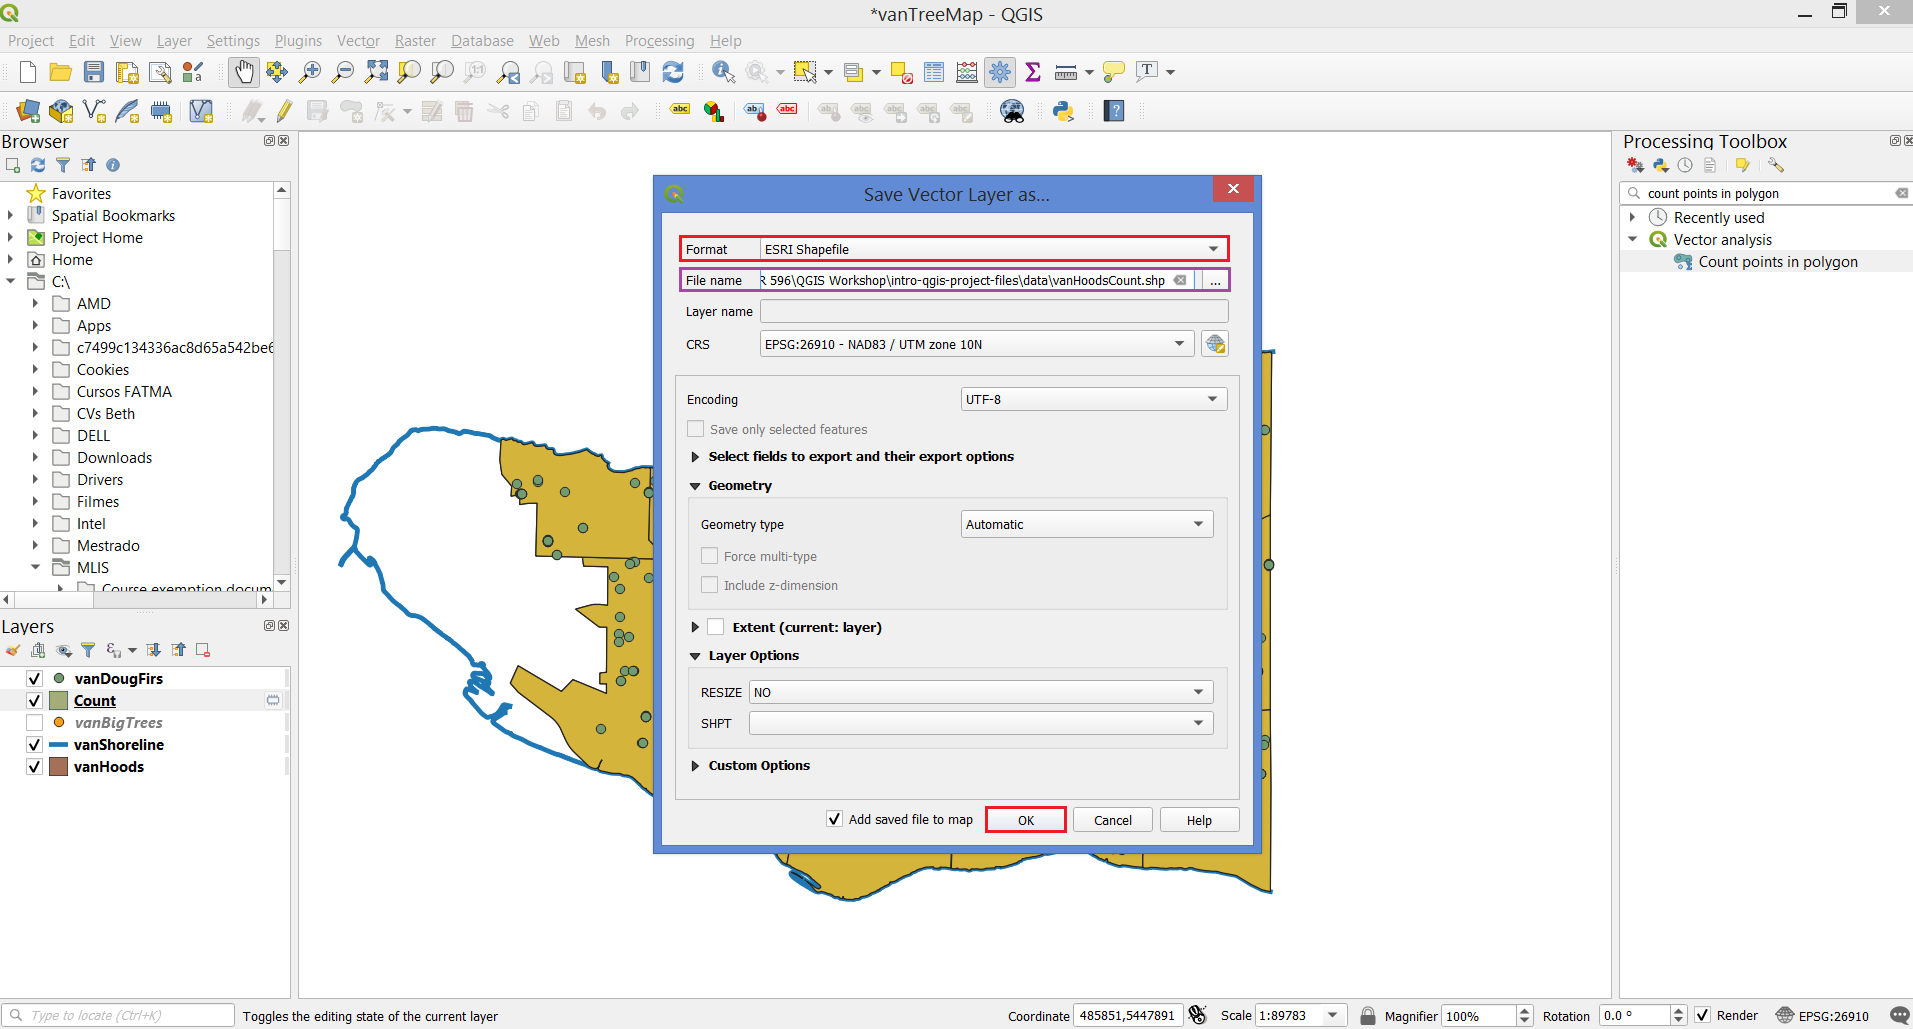 *vanTreeMap - QGIS
Project Edit View Layer Settings Plugins Vector Raster Database Web Mesh Processing Help
Browser
Favorites
Spatial Bookmarks
Project Home
Home
C:\
AMD
Apps
c7499c134336ac8d65a542be6
Cookies
Cursos FATMA
CVs Beth
DELL
Downloads
Drivers
Filmes
Intel
Mestrado
MLIS
Course exemption docum
Layers
vanDougFirs
Count
vanBigTrees
vanShoreline
vanHoods
Save Vector Layer as...
Format ESRI Shapefile
File name R 596\QGIS Workshop\intro-qgis-project-files\data\vanHoodsCount.shp ...
Layer name
CRS EPSG:26910 - NAD83 / UTM zone 10N
Encoding UTF-8
Save only selected features
Select fields to export and their export options
Geometry
Geometry type Automatic
Force multi-type
Include z-dimension
Extent (current: layer)
Layer Options
RESIZE NO
SHPT
Custom Options
Add saved file to map OK Cancel Help
Processing Toolbox
count points in polygon
Recently used
Vector analysis
Count points in polygon
Type to locate (Ctrl+K) Toggles the editing state of the current layer Coordinate 485851,5447891 Scale 1:89783 Magnifier 100% Rotation 0.0 ° Render EPSG:26910